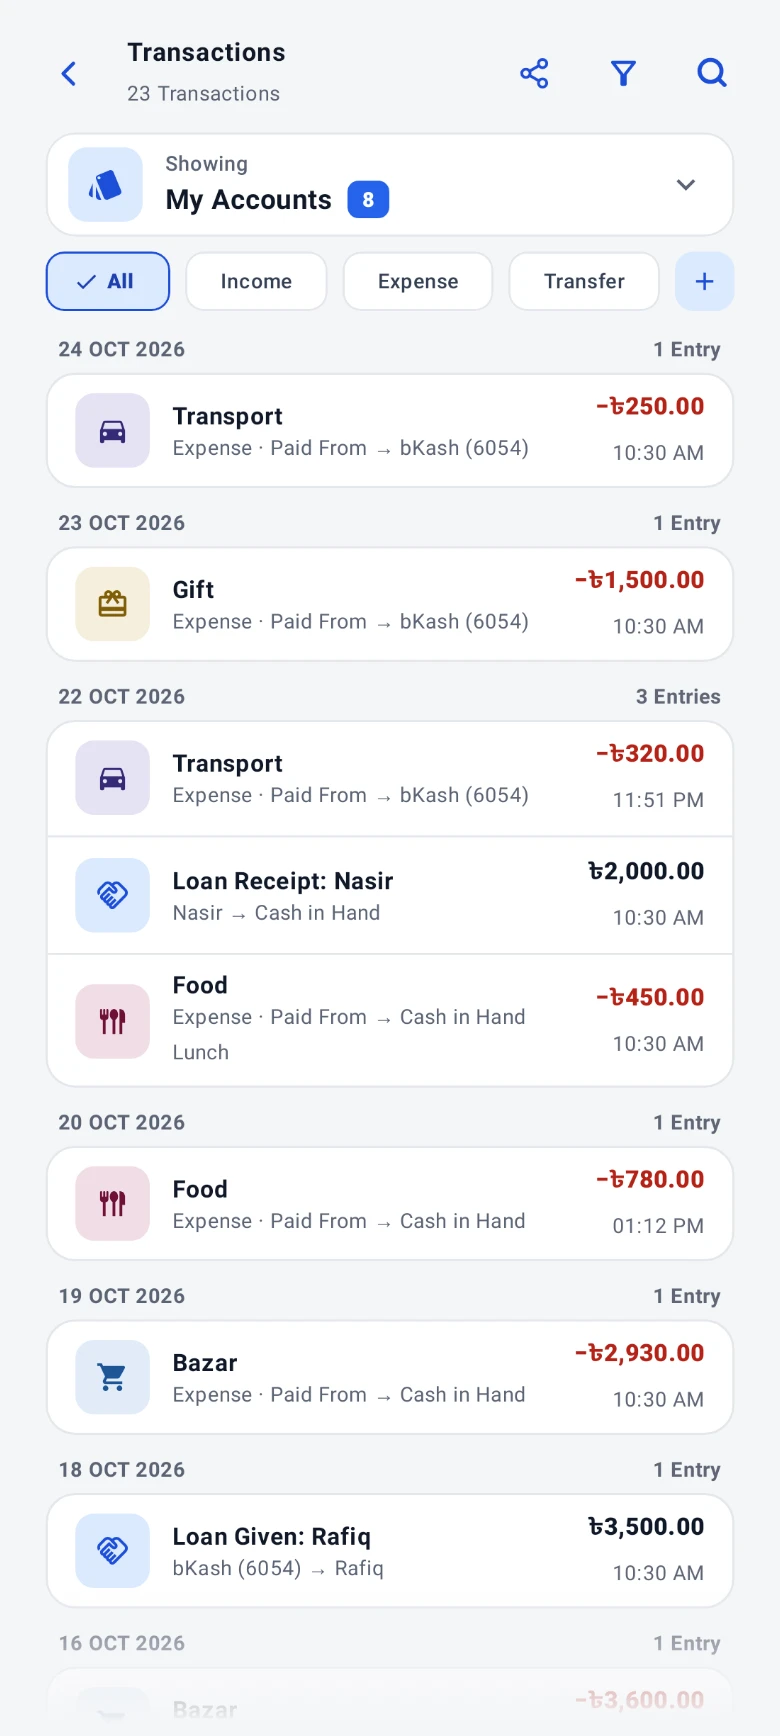 Transactions
23 Transactions
Showing
My Accounts 8
All Income Expense Transfer +
24 OCT 2026 1 Entry
Transport −৳250.00
Expense · Paid From → bKash (6054) 10:30 AM
23 OCT 2026 1 Entry
Gift −৳1,500.00
Expense · Paid From → bKash (6054) 10:30 AM
22 OCT 2026 3 Entries
Transport −৳320.00
Expense · Paid From → bKash (6054) 11:51 PM
Loan Receipt: Nasir ৳2,000.00
Nasir → Cash in Hand 10:30 AM
Food −৳450.00
Expense · Paid From → Cash in Hand 10:30 AM
Lunch
20 OCT 2026 1 Entry
Food −৳780.00
Expense · Paid From → Cash in Hand 01:12 PM
19 OCT 2026 1 Entry
Bazar −৳2,930.00
Expense · Paid From → Cash in Hand 10:30 AM
18 OCT 2026 1 Entry
Loan Given: Rafiq ৳3,500.00
bKash (6054) → Rafiq 10:30 AM
16 OCT 2026 1 Entry
Bazar −৳3,600.00